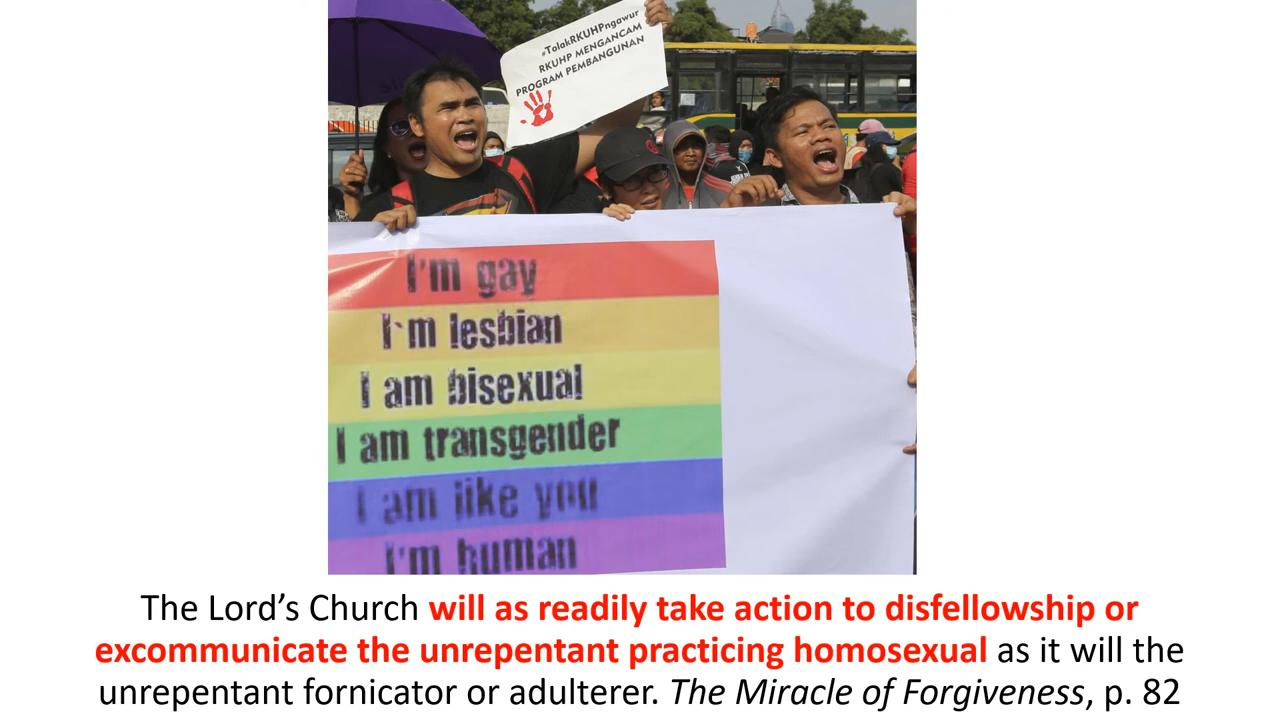 #TolakRKUHPngawur
RKUHP MENGANCAM
PROGRAM PEMBANGUNAN
I'm gay
I'm lesbian
I am bisexual
I am transgender
I am like you
I'm human
The Lord’s Church will as readily take action to disfellowship or
excommunicate the unrepentant practicing homosexual as it will the
unrepentant fornicator or adulterer. The Miracle of Forgiveness, p. 82